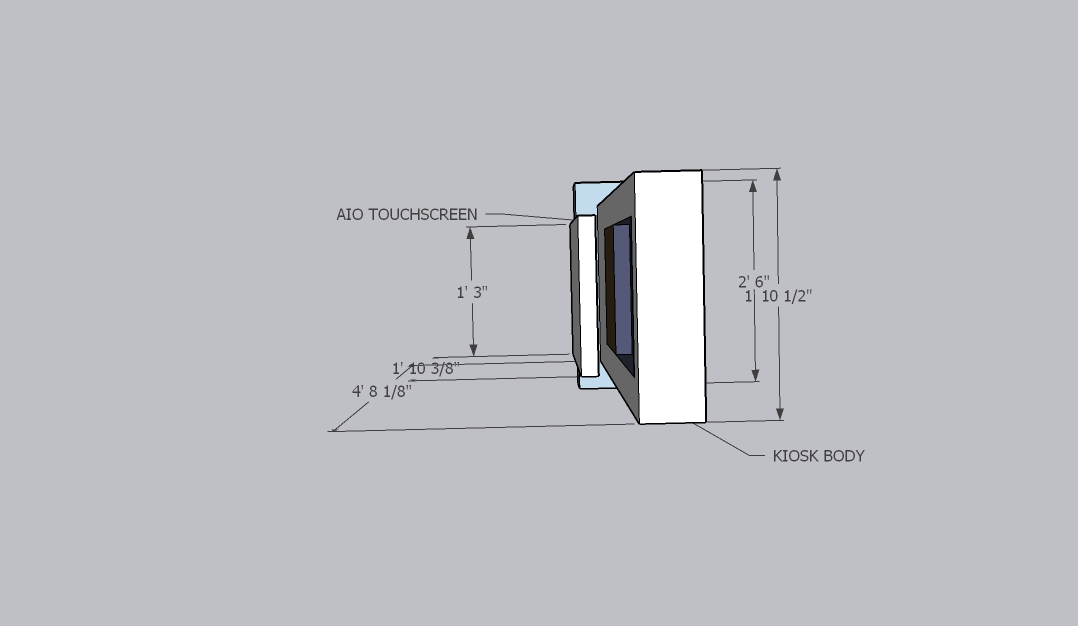 AIO TOUCHSCREEN
1' 3"
2' 6"
1' 10 1/2"
1' 10 3/8"
4' 8 1/8"
KIOSK BODY